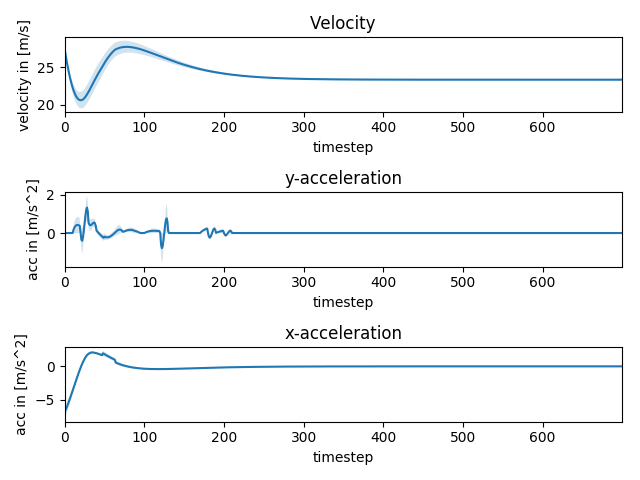 Velocity
velocity in [m/s]
25
20
0 100 200 300 400 500 600
timestep
y-acceleration
acc in [m/s^2]
2
0
0 100 200 300 400 500 600
timestep
x-acceleration
acc in [m/s^2]
0
−5
0 100 200 300 400 500 600
timestep